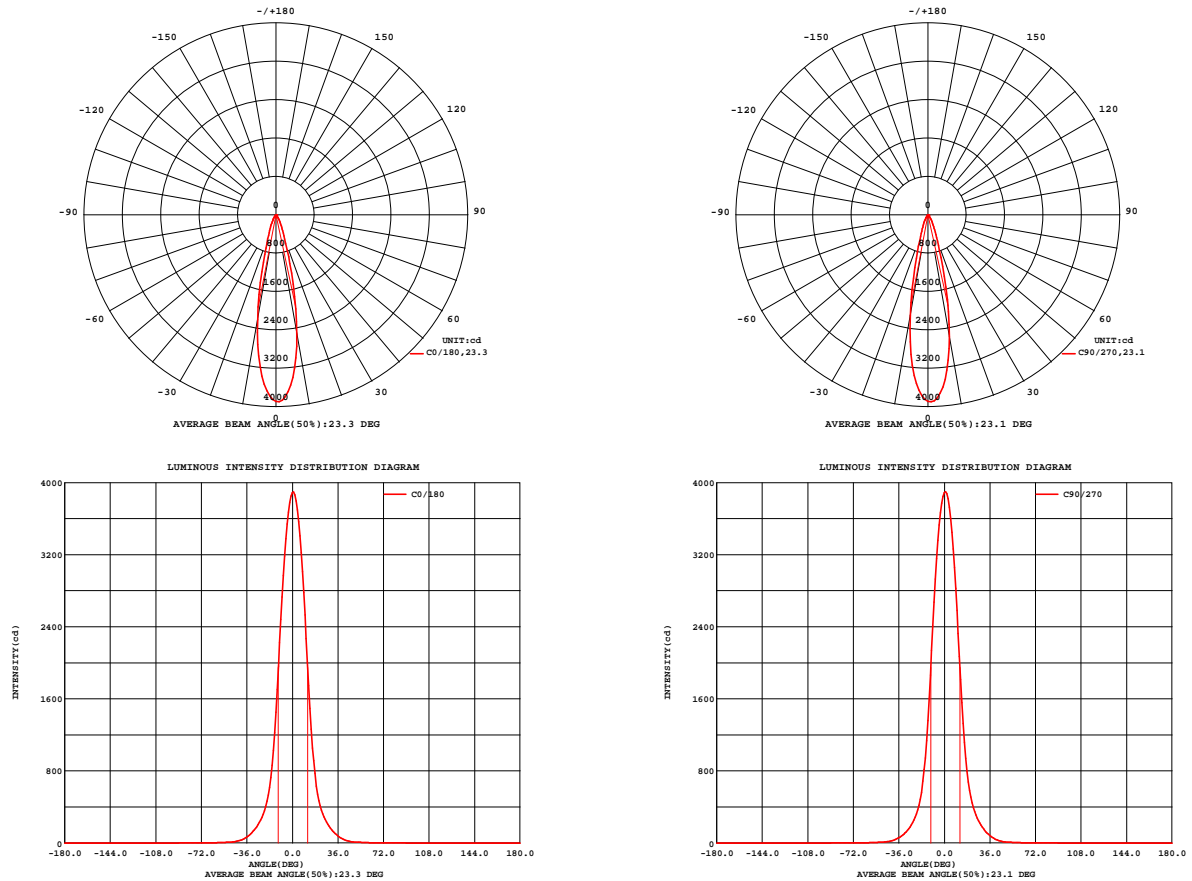 -/+180
-150 150
-120 120
-90 90
-60 60
-30 30
0
800
1600
2400
3200
4000
0
UNIT:cd
C0/180,23.3
AVERAGE BEAM ANGLE(50%):23.3 DEG
-/+180
-150 150
-120 120
-90 90
-60 60
-30 30
0
800
1600
2400
3200
4000
0
UNIT:cd
C90/270,23.1
AVERAGE BEAM ANGLE(50%):23.1 DEG
LUMINOUS INTENSITY DISTRIBUTION DIAGRAM
C0/180
INTENSITY(cd)
4000
3200
2400
1600
800
0
-180.0 -144.0 -108.0 -72.0 -36.0 0.0 36.0 72.0 108.0 144.0 180.0
ANGLE(DEG)
AVERAGE BEAM ANGLE(50%):23.3 DEG
LUMINOUS INTENSITY DISTRIBUTION DIAGRAM
C90/270
INTENSITY(cd)
4000
3200
2400
1600
800
0
-180.0 -144.0 -108.0 -72.0 -36.0 0.0 36.0 72.0 108.0 144.0 180.0
ANGLE(DEG)
AVERAGE BEAM ANGLE(50%):23.1 DEG